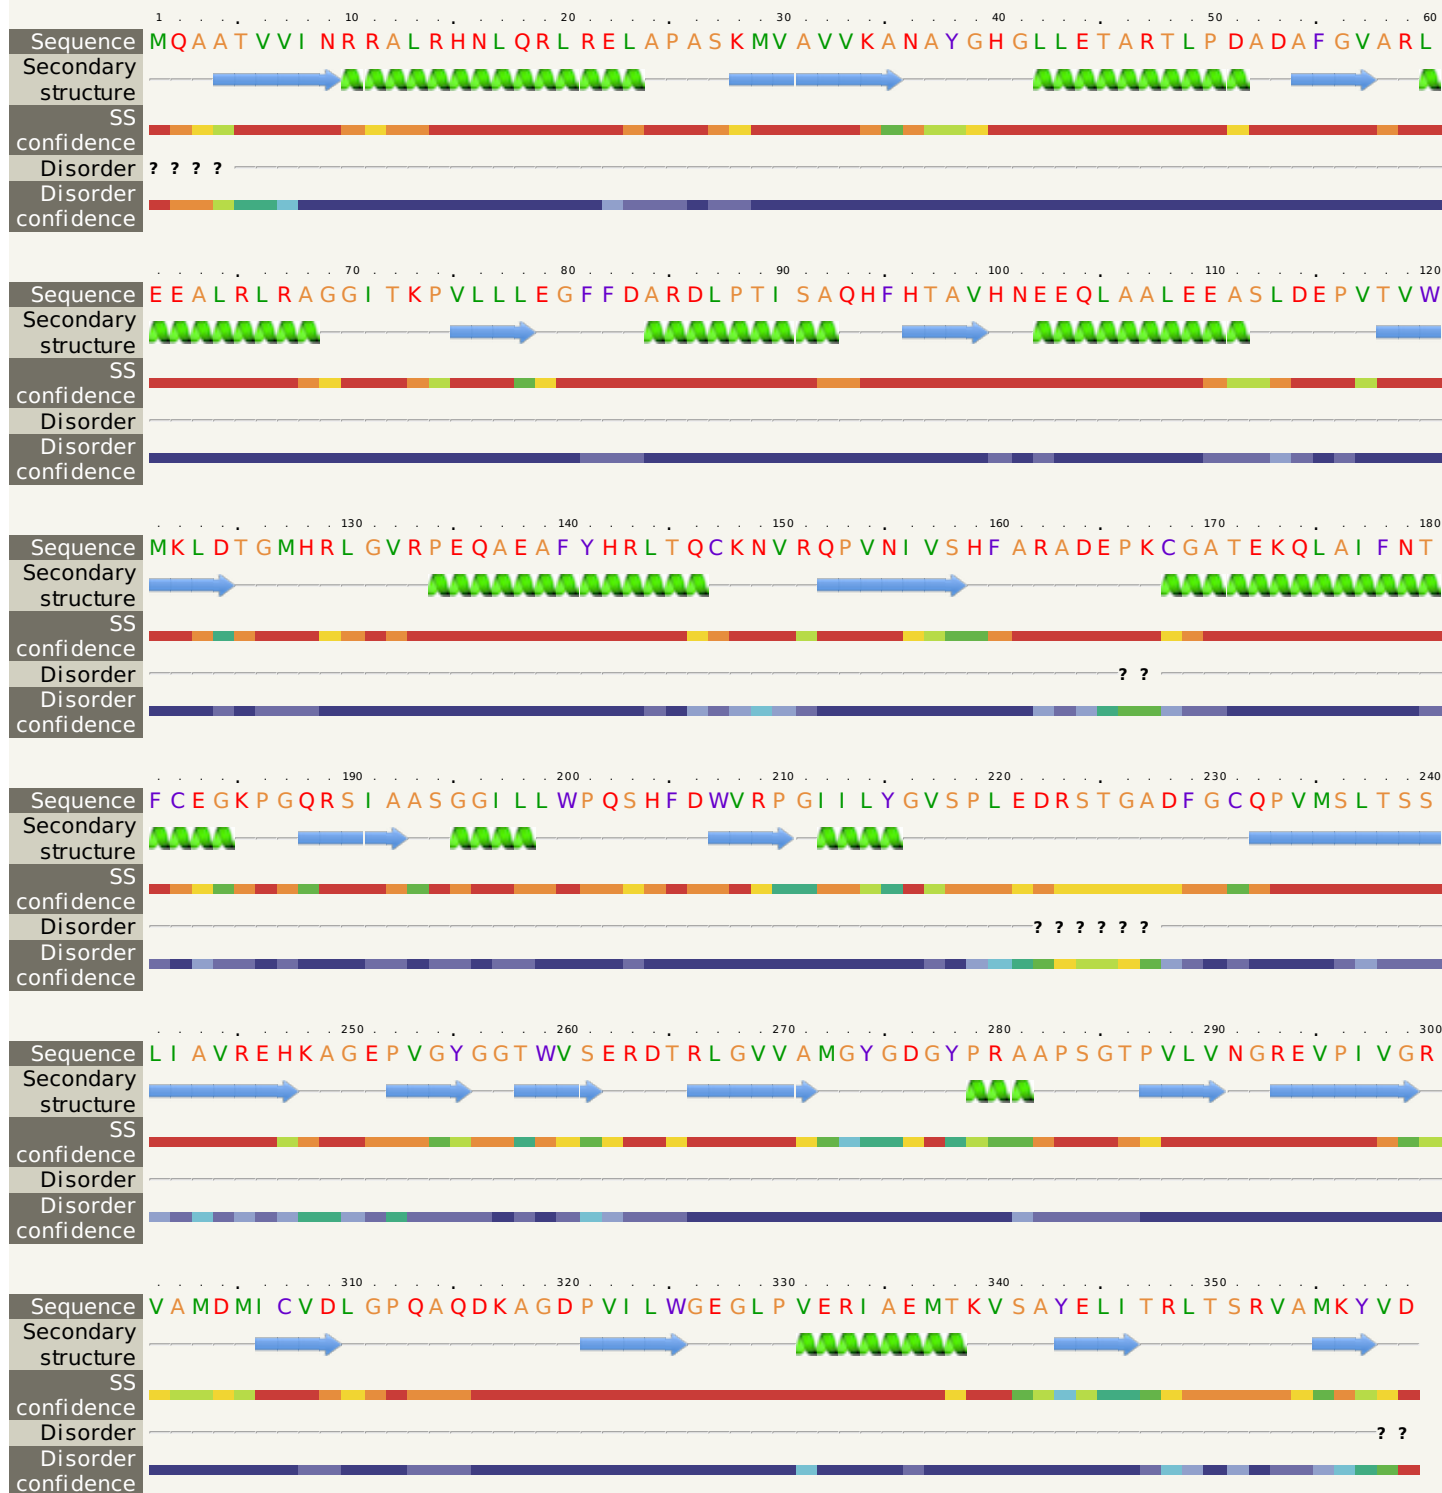 1 10 20 30 40 50 60
Sequence MQAATVVINRRALRHNLQRLRELAPASKMVAVVKANAYGHGLLETARTLPDADAFGVARL
Secondary
structure
SS
confidence
Disorder ? ? ? ?
Disorder
confidence
70 80 90 100 110 120
Sequence EEALRLRAGGITKPVLLLEGFFDARDLPTISAQHFHTAVHNEEQLAALEEASLDEPVTVW
Secondary
structure
SS
confidence
Disorder
Disorder
confidence
130 140 150 160 170 180
Sequence MKLDTGMHRLGVRPEQAEAFYHRLTQCKNVRQPVNIVSHFARADEPKCGATEKQLAIFNT
Secondary
structure
SS
confidence
Disorder ? ?
Disorder
confidence
190 200 210 220 230 240
Sequence FCEGKPGQRSIAASGGILLWPQSHFDWVRPGIILYGVSPLEDRSTGADFGCQPVMSLTSS
Secondary
structure
SS
confidence
Disorder ? ? ? ? ? ?
Disorder
confidence
250 260 270 280 290 300
Sequence LIAVREHKAGEPVGYGGTWVSERDTRLGVVAMGYGDGYPRAAPSGTPVLVNGREVPIVGR
Secondary
structure
SS
confidence
Disorder
Disorder
confidence
310 320 330 340 350
Sequence VAMDMICVDLGPQAQDKAGDPVILWGEGLPVERIAEMTKVSAYELITRLTSRVAMKYVD
Secondary
structure
SS
confidence
Disorder ? ?
Disorder
confidence